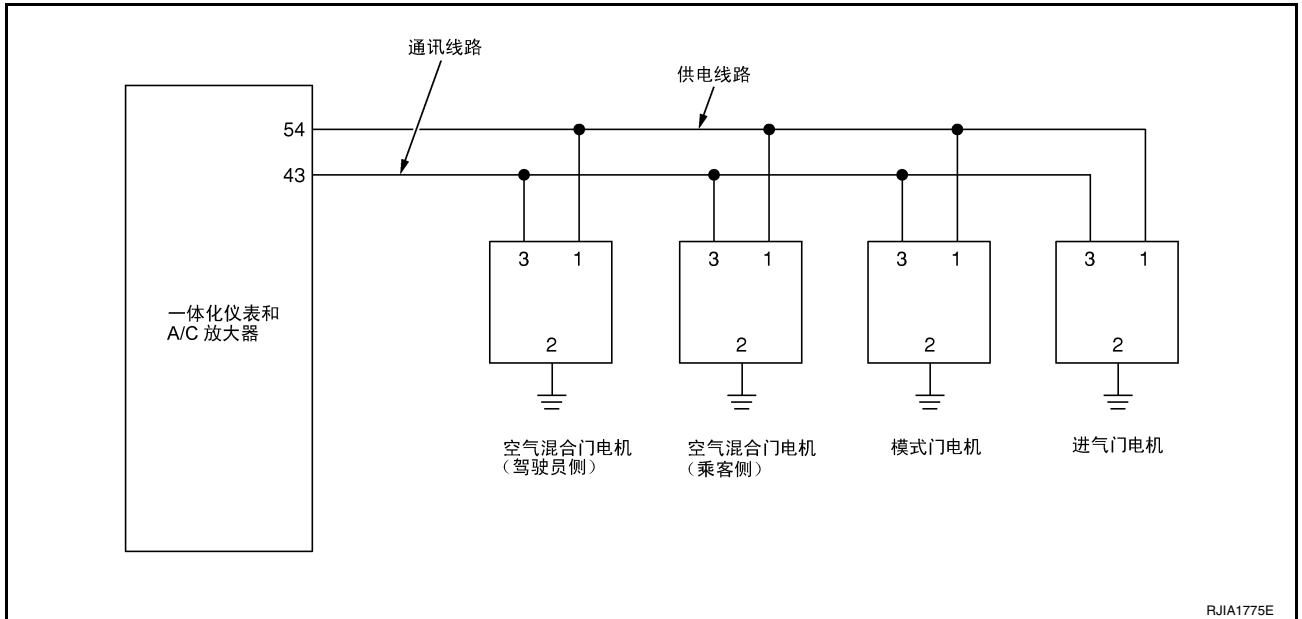 通讯线路
供电线路
54
43
3 1
3 1
3 1
3 1
一体化仪表和
A/C 放大器
2
2
2
2
空气混合门电机
（驾驶员侧）
空气混合门电机
（乘客侧）
模式门电机
进气门电机
RJIA1775E